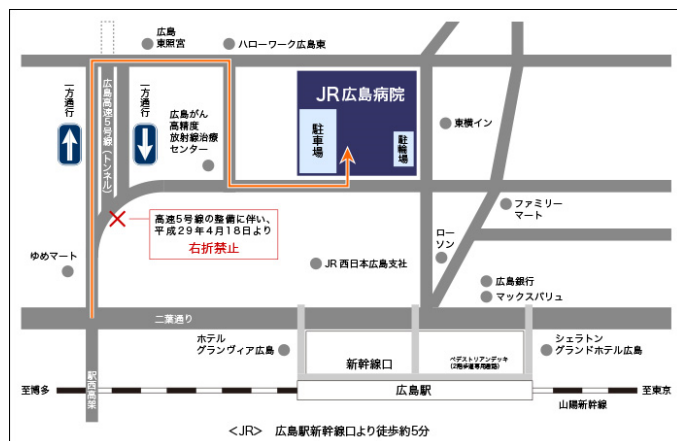 広島
東照宮
ハローワーク広島東
一方通行
広島高速5号線（トンネル）
一方通行
広島がん
高精度
放射線治療
センター
JR広島病院
駐車場
駐輪場
東横イン
ファミリー
マート
高速5号線の整備に伴い、
平成29年4月18日より
右折禁止
ゆめマート
JR西日本広島支社
ローソン
広島銀行
マックスバリュ
二葉通り
ホテル
グランヴィア広島
新幹線口
ペデストリアンデッキ
(2階歩道専用通路)
シェラトン
グランドホテル広島
駅西高架
至博多
広島駅
至東京
山陽新幹線
＜JR＞ 広島駅新幹線口より徒歩約5分